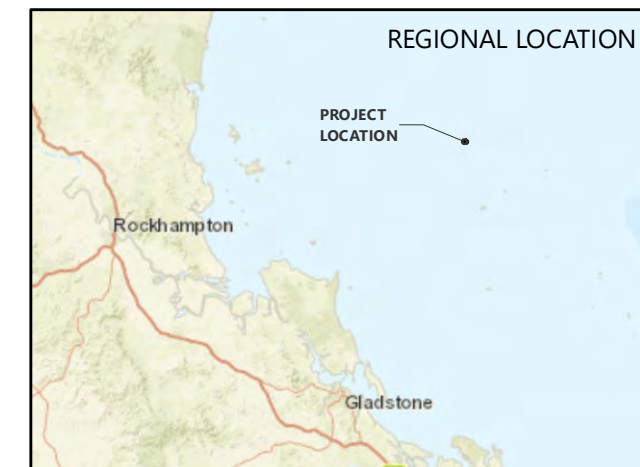 REGIONAL LOCATION
PROJECT
LOCATION
Rockhampton
Gladstone